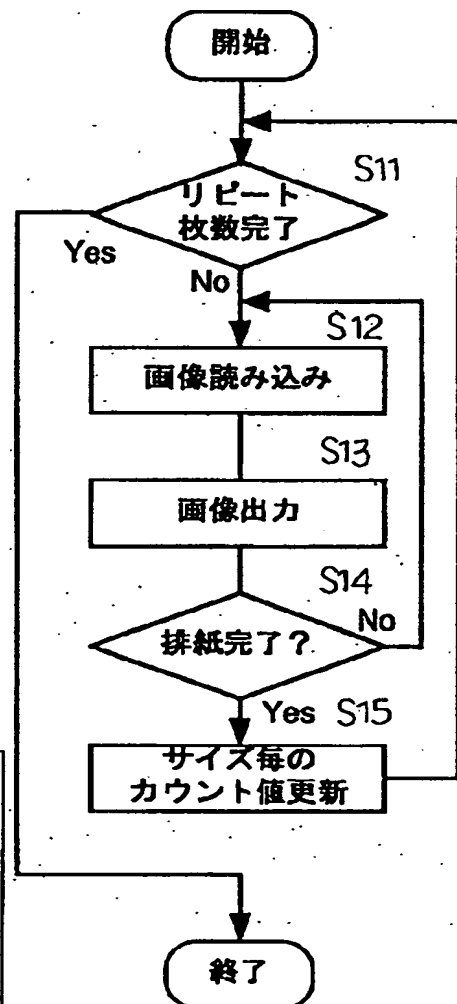 開始
S11
リピート
枚数完了
Yes
No
S12
画像読み込み
S13
画像出力
S14
排紙完了？
No
Yes
S15
サイズ毎の
カウント値更新
終了